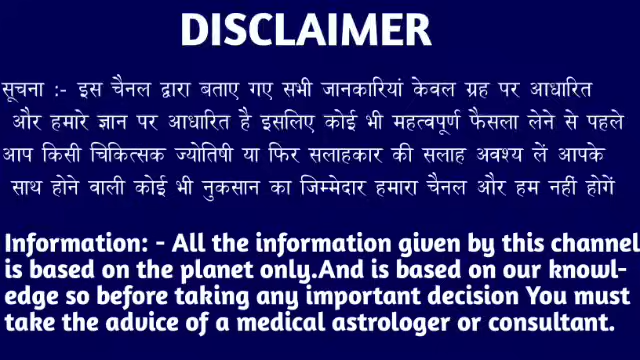 DISCLAIMER
सूचना :- इस चैनल द्वारा बताए गए सभी जानकारियां केवल ग्रह पर आधारित
और हमारे ज्ञान पर आधारित है इसलिए कोई भी महत्वपूर्ण फैसला लेने से पहले
आप किसी चिकित्सक ज्योतिषी या फिर सलाहकार की सलाह अवश्य लें आपके
साथ होने वाली कोई भी नुकसान का जिम्मेदार हमारा चैनल और हम नहीं होगें
Information: - All the information given by this channel
is based on the planet only.And is based on our knowl-
edge so before taking any important decision You must
take the advice of a medical astrologer or consultant.